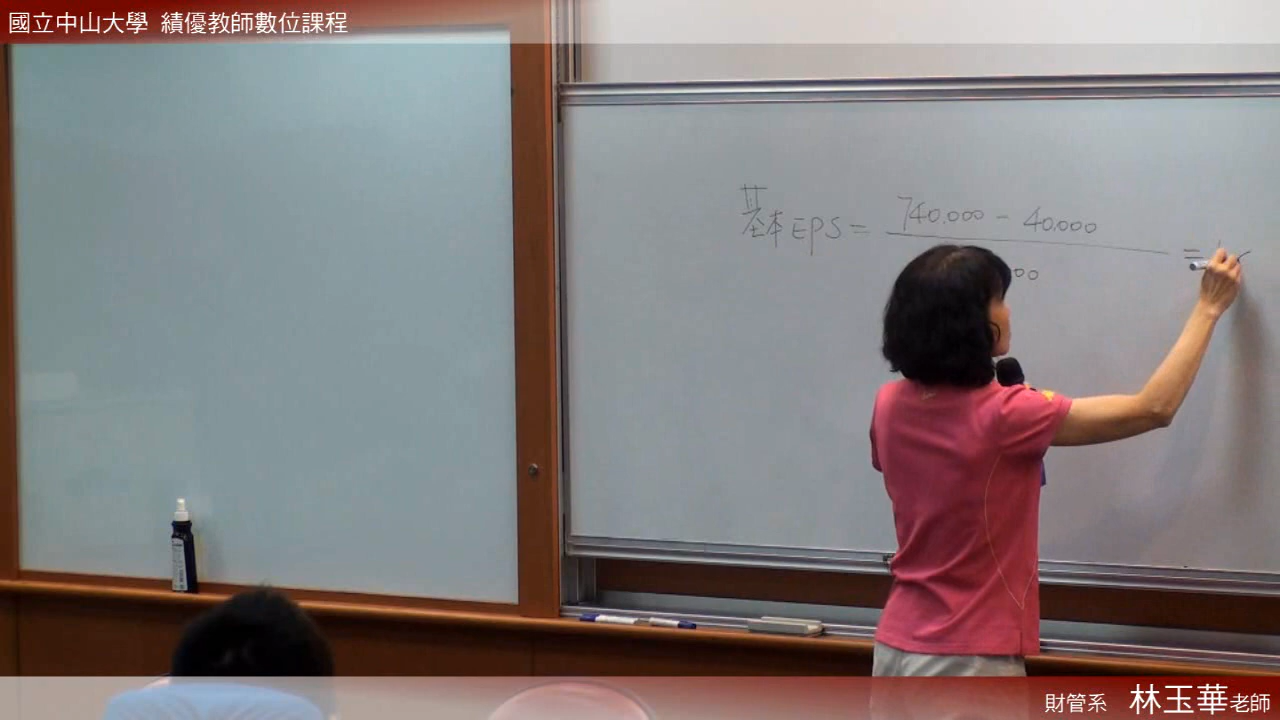 國立中山大學 績優教師數位課程
740.000 - 40.000
基本EPS = =
00
財管系 林玉華老師